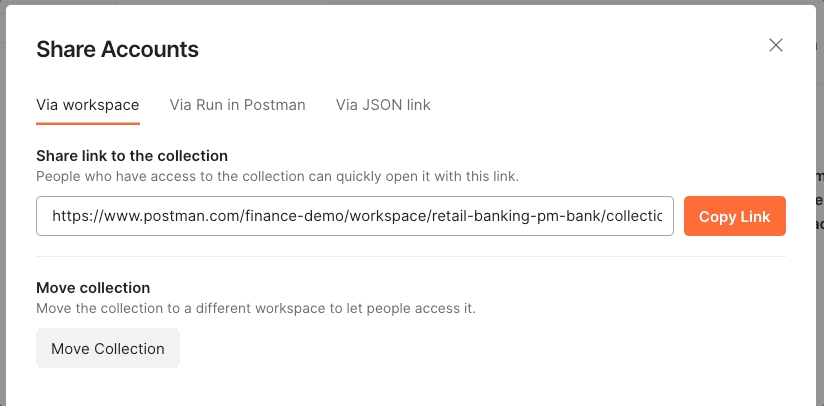 Share Accounts
Via workspace Via Run in Postman Via JSON link
Share link to the collection
People who have access to the collection can quickly open it with this link.
https://www.postman.com/finance-demo/workspace/retail-banking-pm-bank/collectic Copy Link
Move collection
Move the collection to a different workspace to let people access it.
Move Collection